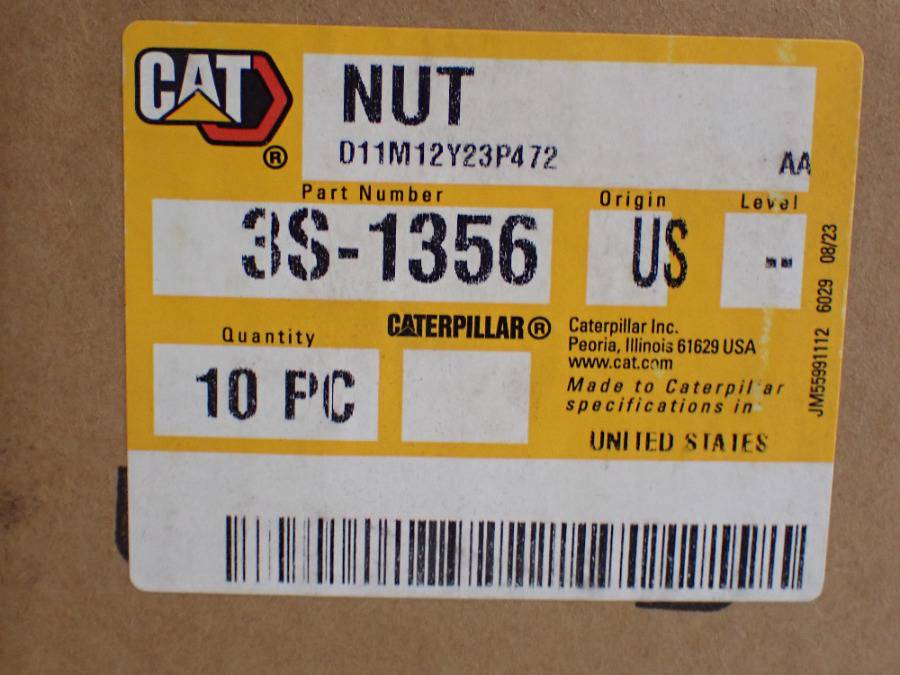 CAT
®
NUT
D11M12Y23P472
AA
Part Number
3S-1356
Origin
US
Level
--
Quantity
10 PC
CATERPILLAR®
Caterpillar Inc.
Peoria, Illinois 61629 USA
www.cat.com
Made to Caterpillar
specifications in
UNITED STATES
JM55991112 6029 08/23